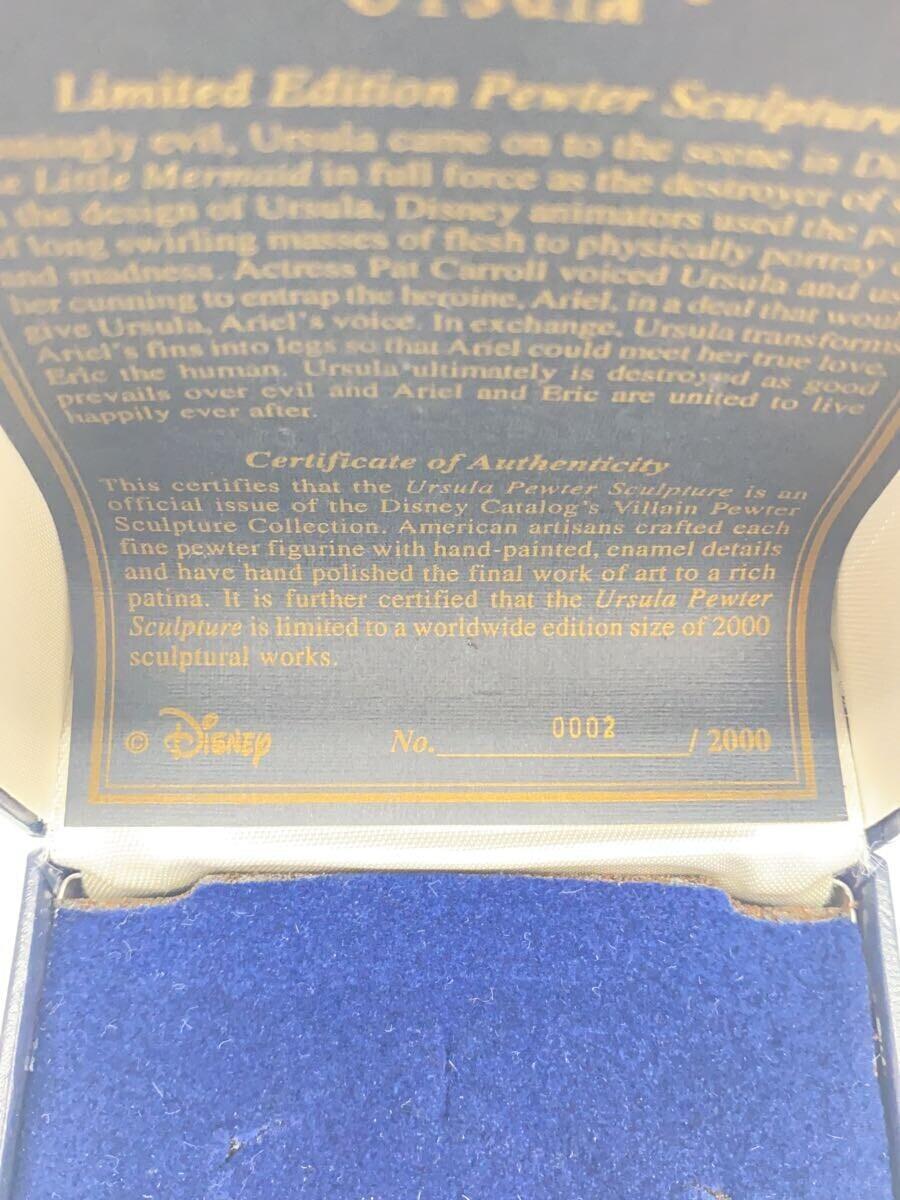 Ursula
Limited Edition Pewter Sculpture
evil, Ursula came on to the scene in
Little Mermaid in full force as the destroyer of
the design of Ursula, Disney animators used the
of long swirling masses of flesh to physically portray
and madness. Actress Pat Carroll voiced Ursula and
her cunning to entrap the heroine, Ariel, in a deal that would
give Ursula, Ariel's voice. In exchange, Ursula transforms
Ariel's fins into legs so that Ariel could meet her true love,
Eric the human. Ursula ultimately is destroyed as good
prevails over evil and Ariel and Eric are united to live
happily ever after.
Certificate of Authenticity
This certifies that the Ursula Pewter Sculpture is an
official issue of the Disney Catalog's Villain Pewter
Sculpture Collection. American artisans crafted each
fine pewter figurine with hand-painted, enamel details
and have hand polished the final work of art to a rich
patina. It is further certified that the Ursula Pewter
Sculpture is limited to a worldwide edition size of 2000
sculptural works.
© Disney No. 0002 / 2000